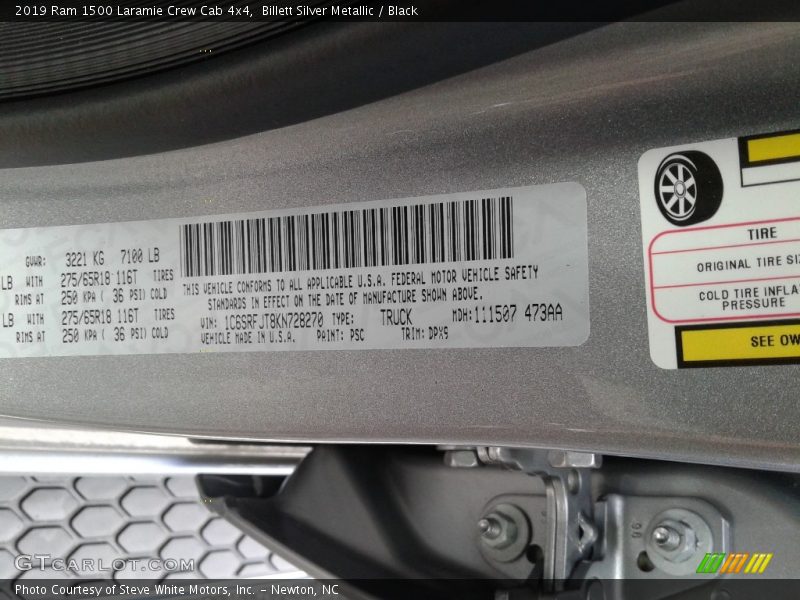 2019 Ram 1500 Laramie Crew Cab 4x4, Billett Silver Metallic / Black
GVWR: 3221 KG 7100 LB
LB WITH 275/65R18 116T TIRES
RIMS AT 250 KPA ( 36 PSI) COLD
LB WITH 275/65R18 116T TIRES
RIMS AT 250 KPA ( 36 PSI) COLD
THIS VEHICLE CONFORMS TO ALL APPLICABLE U.S.A. FEDERAL MOTOR VEHICLE SAFETY
STANDARDS IN EFFECT ON THE DATE OF MANUFACTURE SHOWN ABOVE.
VIN: 1C6SRFJT8KN728270 TYPE: TRUCK MDH:111507 473AA
VEHICLE MADE IN U.S.A. PAINT: PSC TRIM: DPX9
TIRE
ORIGINAL TIRE SIZ
COLD TIRE INFLA
PRESSURE
SEE OW
GTCarLot.com
Photo Courtesy of Steve White Motors, Inc. – Newton, NC